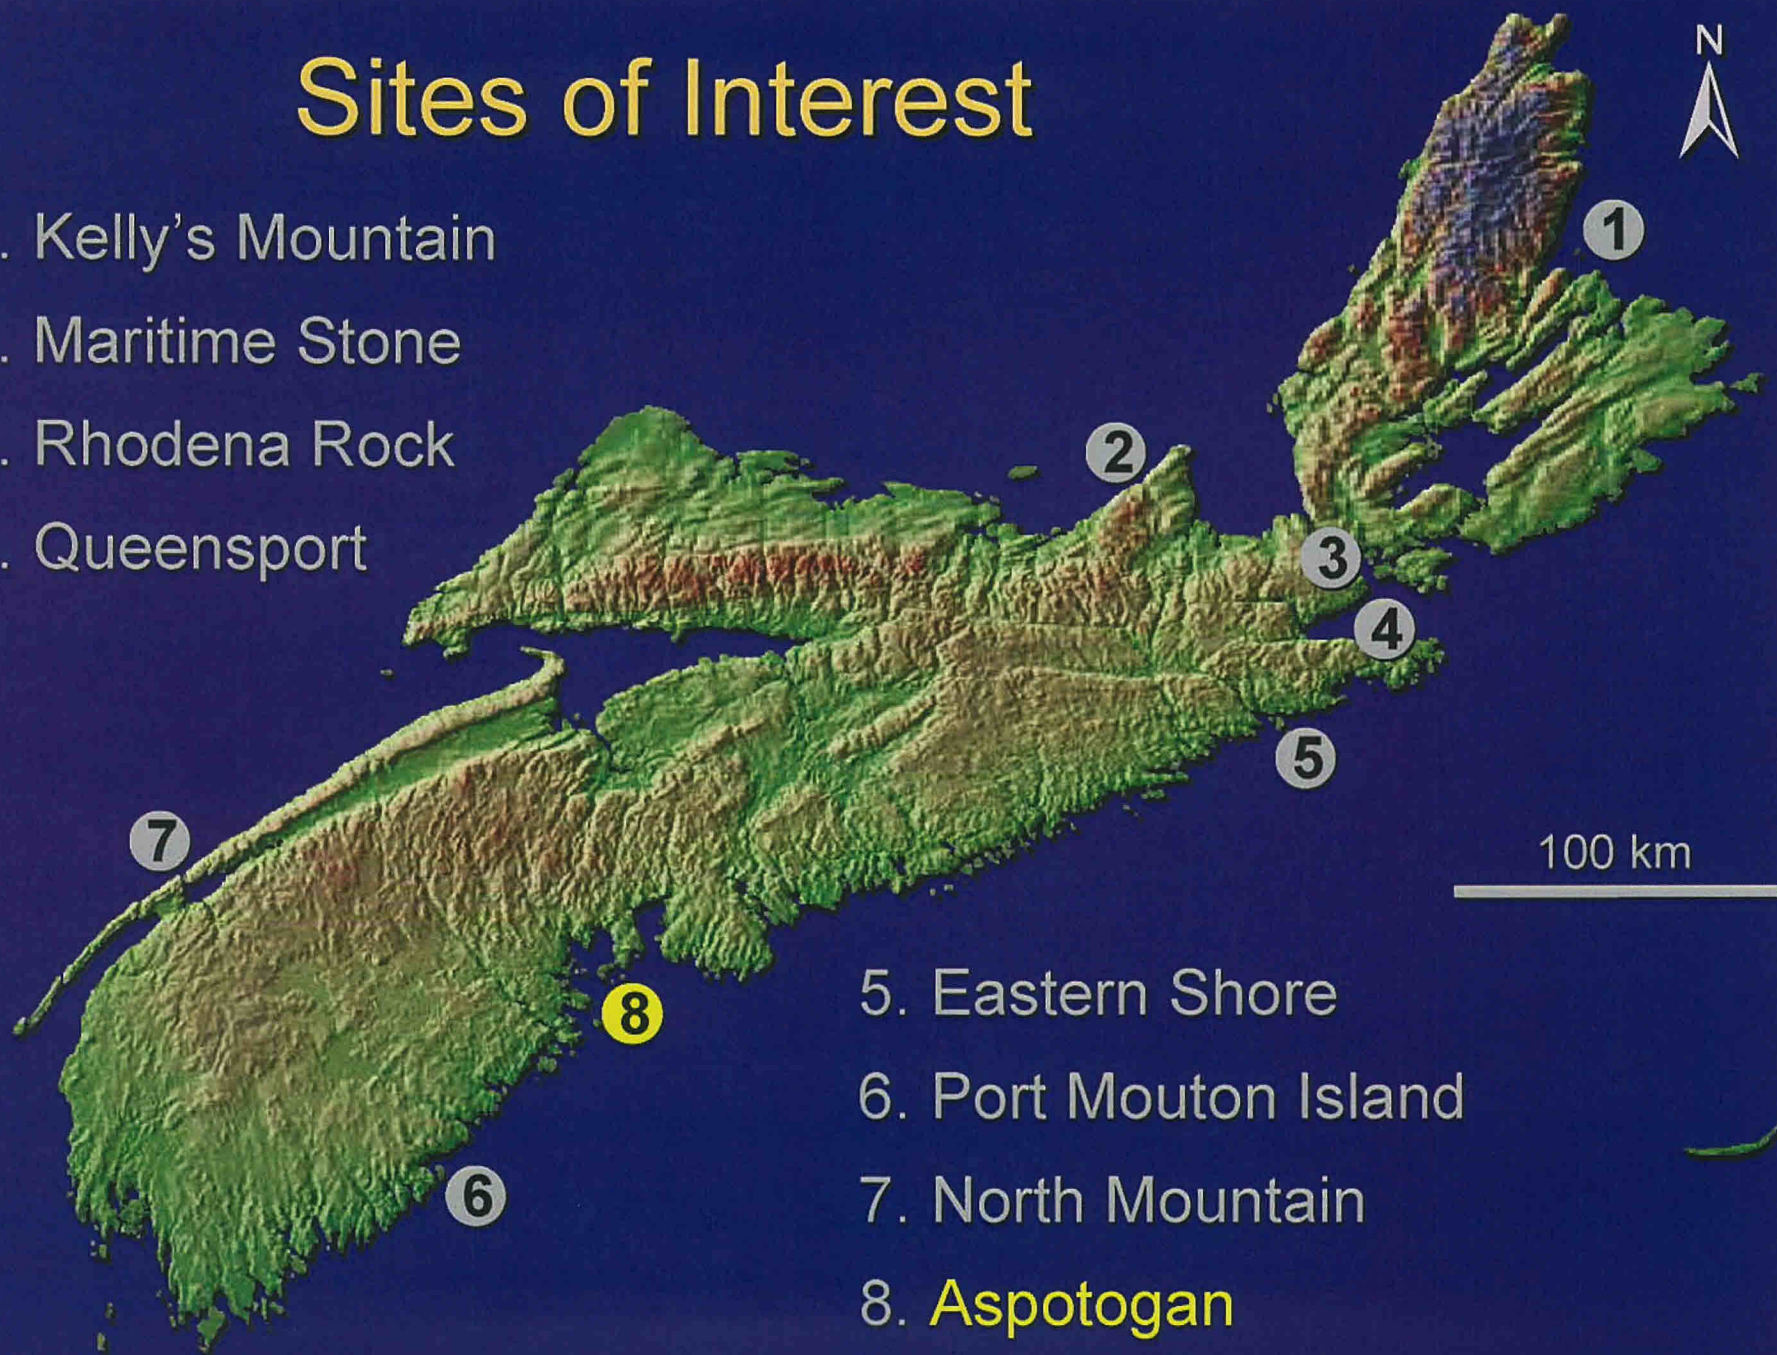 Sites of Interest
N
. Kelly’s Mountain
. Maritime Stone
. Rhodena Rock
. Queensport
1
2
3
4
5
7
100 km
8
6
5. Eastern Shore
6. Port Mouton Island
7. North Mountain
8. Aspotogan